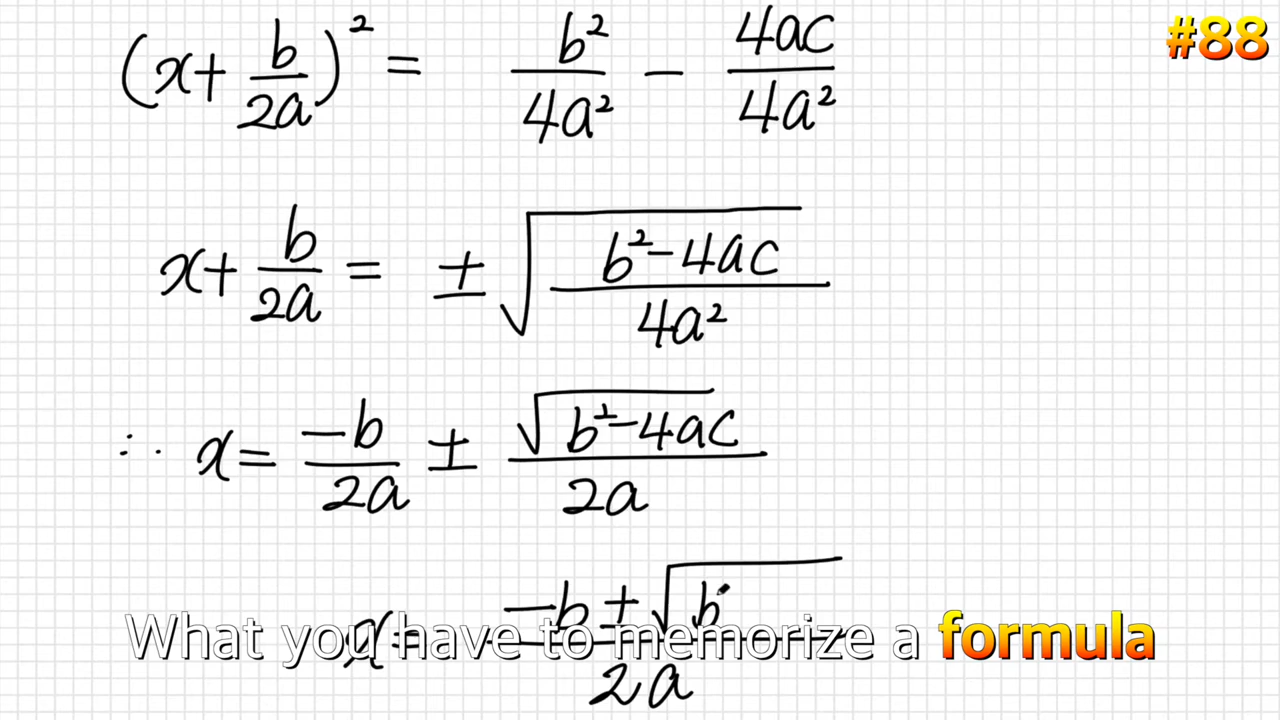 #88
(x + b/2a)² = b²/4a² − 4ac/4a²
x + b/2a = ± √(b²−4ac / 4a²)
∴ x = −b/2a ± √(b²−4ac)/2a
x = −b ± √b / 2a
What you have to memorize a formula